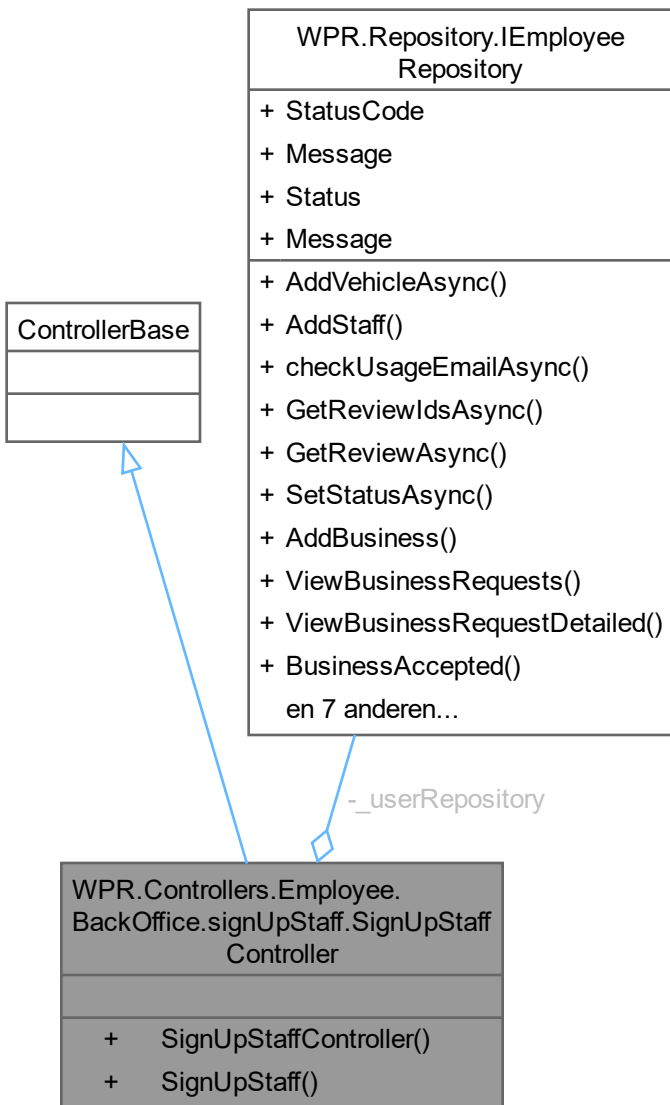 WPR.Repository.IEmployee
Repository
+ StatusCode
+ Message
+ Status
+ Message
+ AddVehicleAsync()
+ AddStaff()
+ checkUsageEmailAsync()
+ GetReviewIdsAsync()
+ GetReviewAsync()
+ SetStatusAsync()
+ AddBusiness()
+ ViewBusinessRequests()
+ ViewBusinessRequestDetailed()
+ BusinessAccepted()
en 7 anderen...
ControllerBase
-_userRepository
WPR.Controllers.Employee.
BackOffice.signUpStaff.SignUpStaff
Controller
+ SignUpStaffController()
+ SignUpStaff()